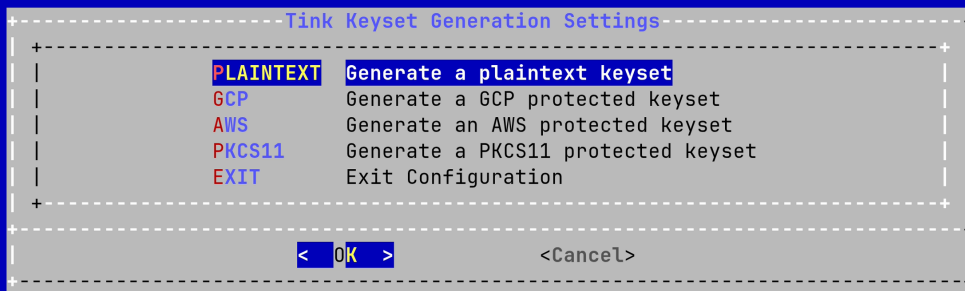 Tink Keyset Generation Settings
PLAINTEXT Generate a plaintext keyset
GCP Generate a GCP protected keyset
AWS Generate an AWS protected keyset
PKCS11 Generate a PKCS11 protected keyset
EXIT Exit Configuration
< OK > <Cancel>